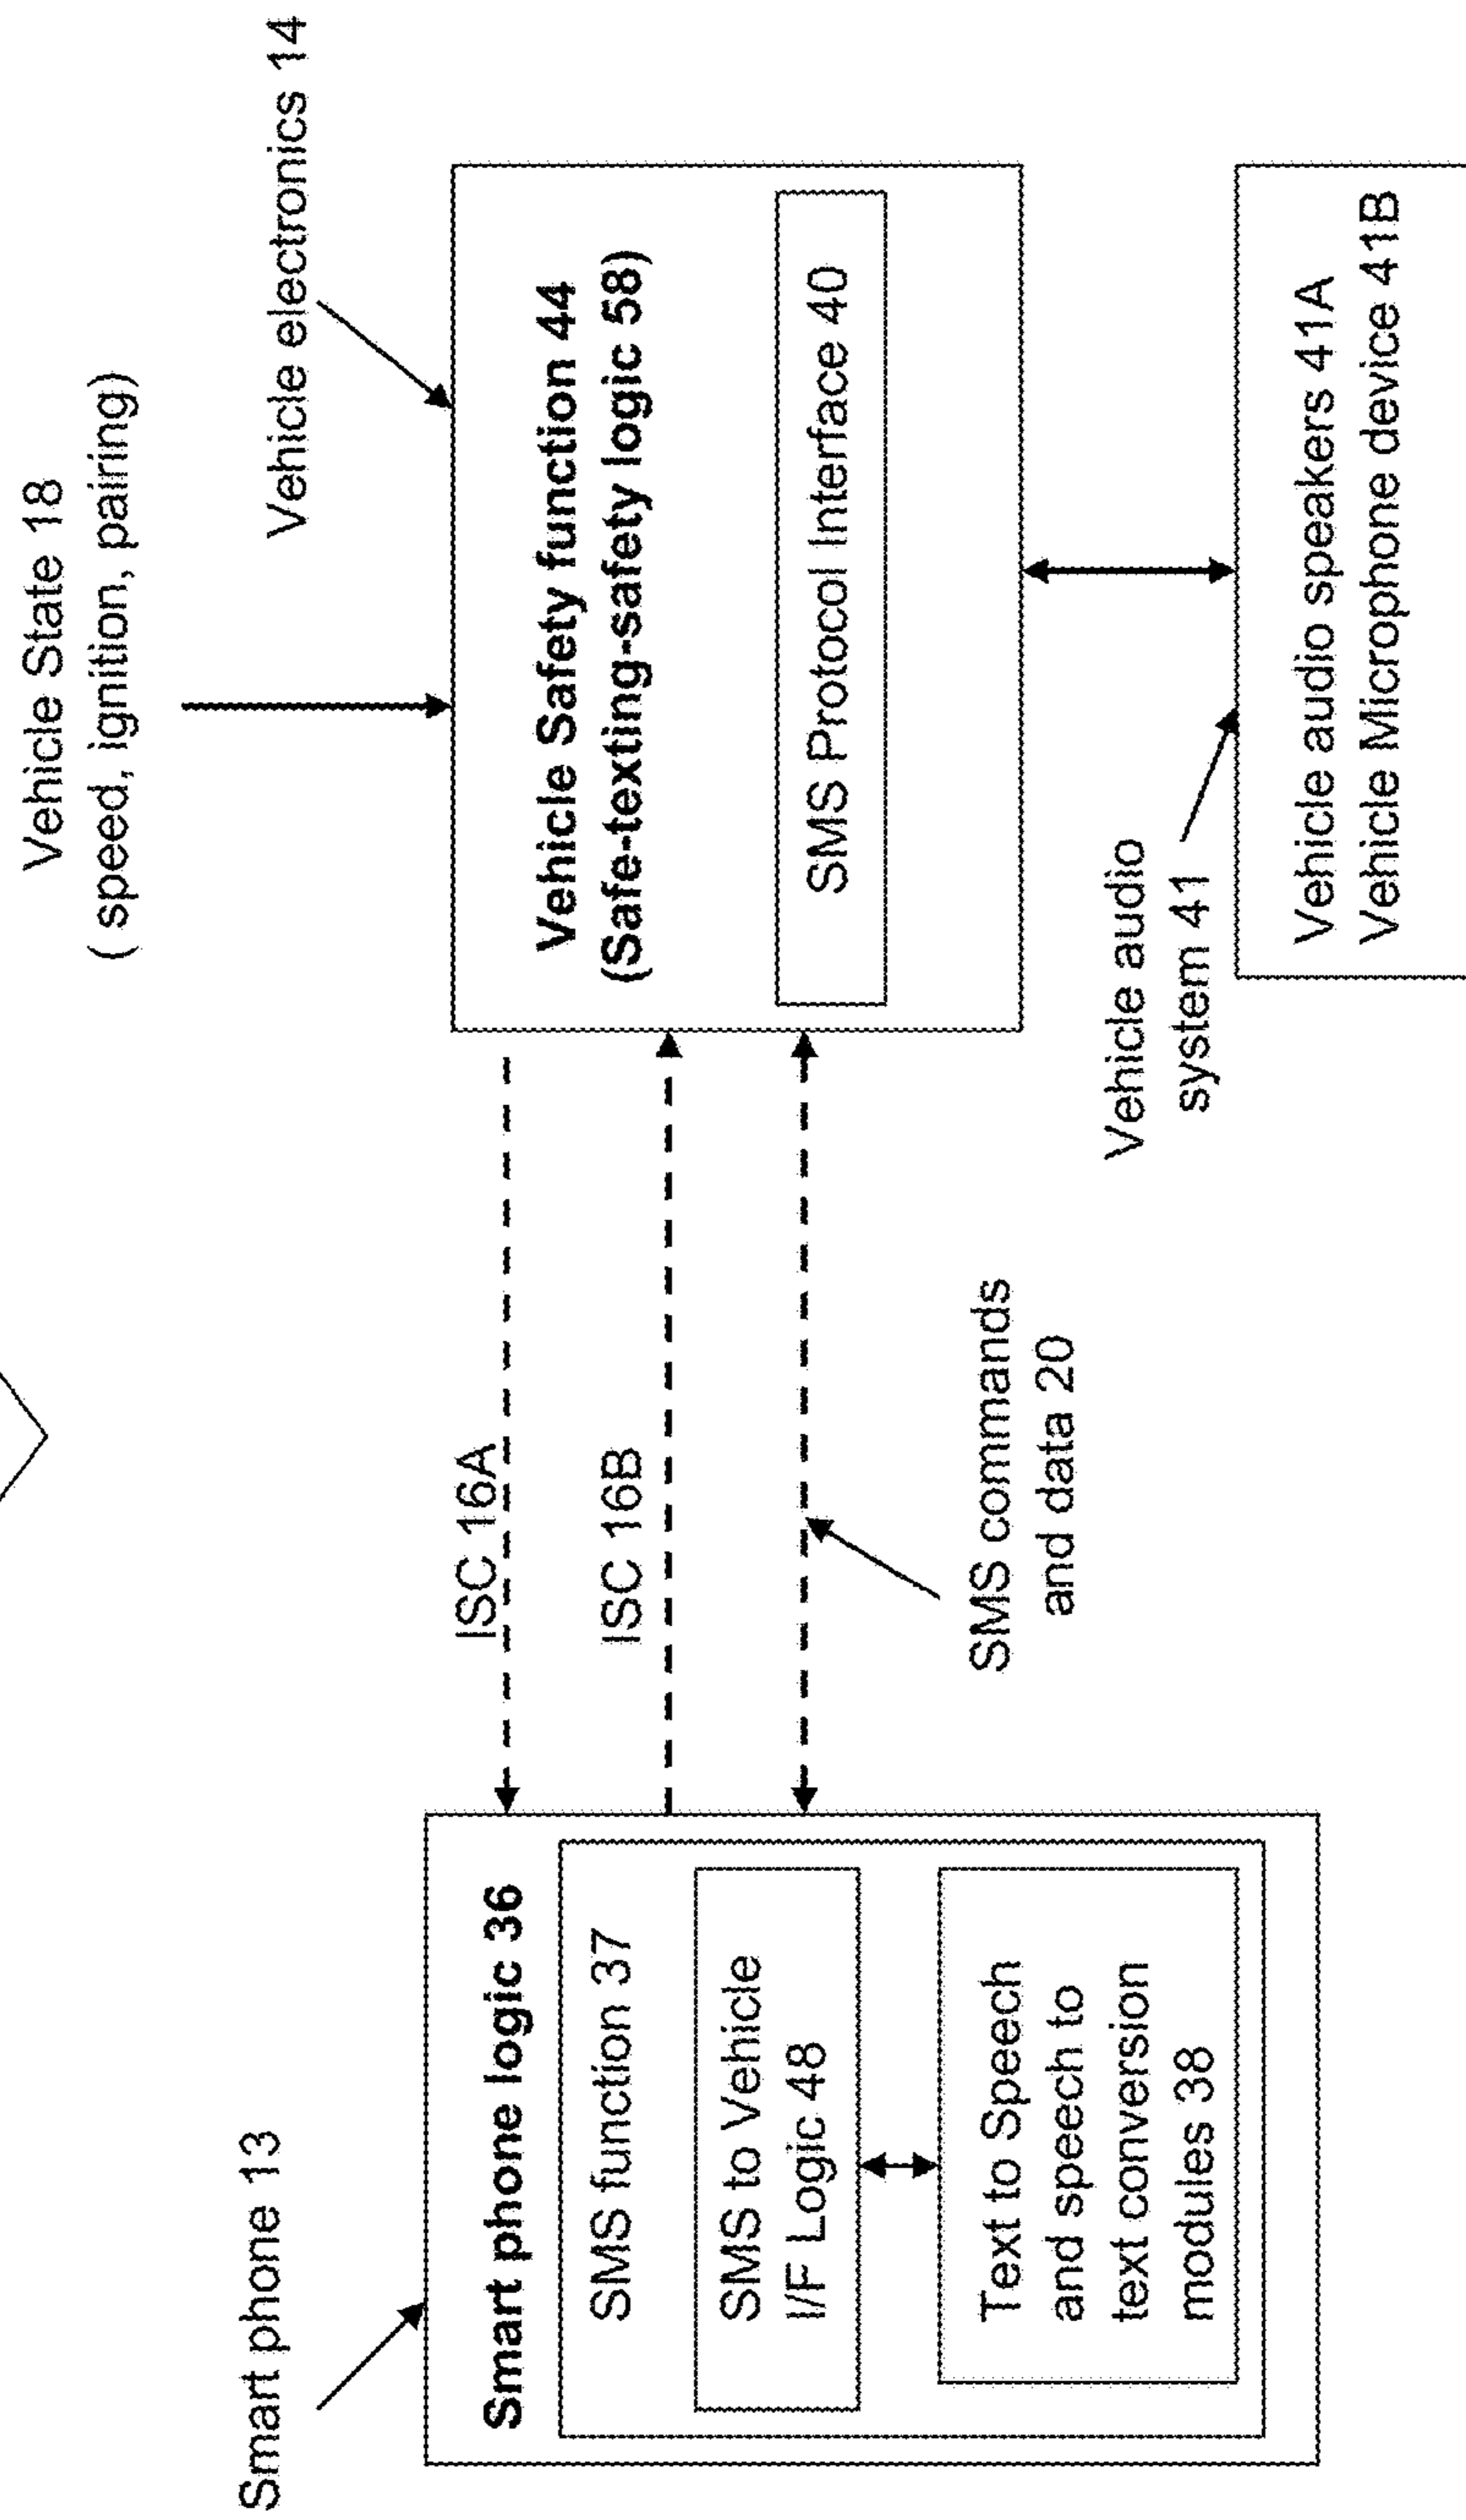 Vehicle State 18
( speed, ignition, pairing)
Vehicle electronics 14
Smart phone 13
Smart phone logic 36
SMS function 37
SMS to Vehicle
I/F Logic 48
Text to Speech
and speech to
text conversion
modules 38
ISC 16A
ISC 16B
SMS commands
and data 20
Vehicle Safety function 44
(Safe-texting-safety logic 58)
SMS Protocol Interface 40
Vehicle audio
system 41
Vehicle audio speakers 41A
Vehicle Microphone device 41B